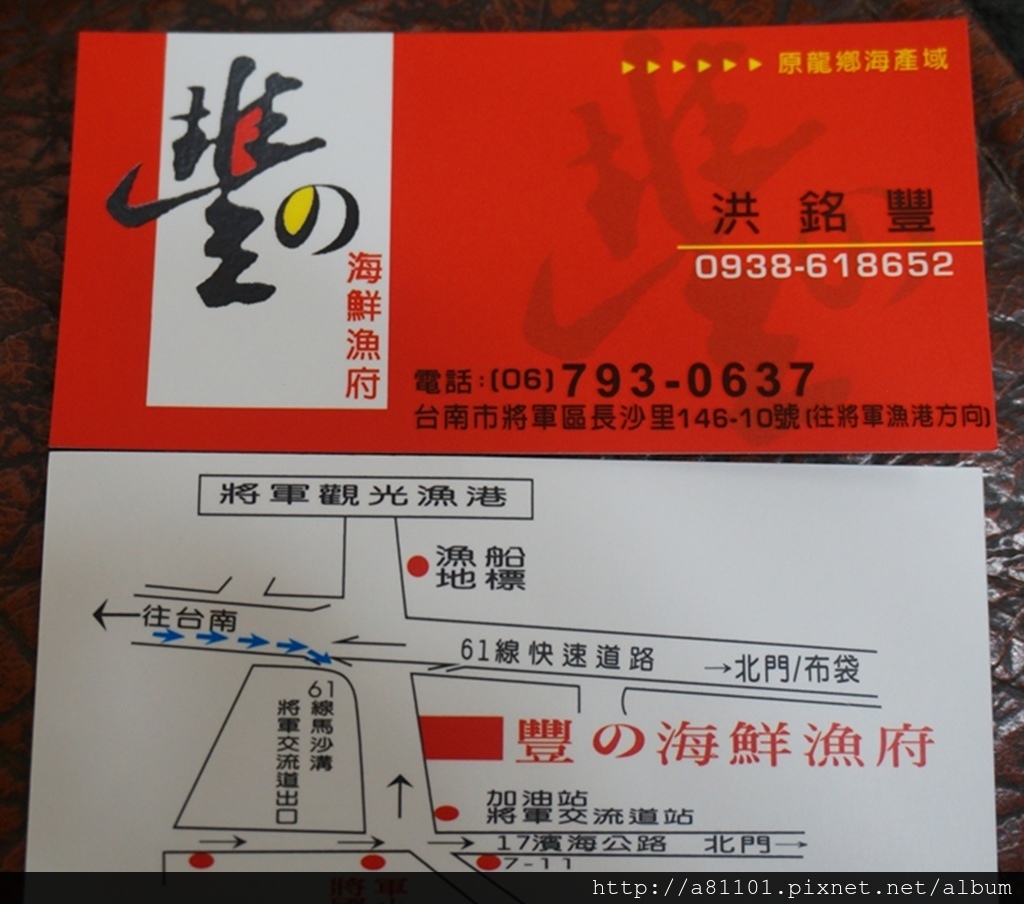 豐の
海鮮漁府
▶▶▶▶▶▶ 原龍鄉海產域
洪銘豐
0938-618652
電話:(06)793-0637
台南市將軍區長沙里146-10號(往將軍漁港方向)
將軍觀光漁港
漁船
地標
←往台南
61線快速道路
→北門/布袋
61線馬沙溝
將軍交流道出口
豐の海鮮漁府
加油站
將軍交流道站
17濱海公路 北門→
7-11
http://a81101.pixnet.net/album